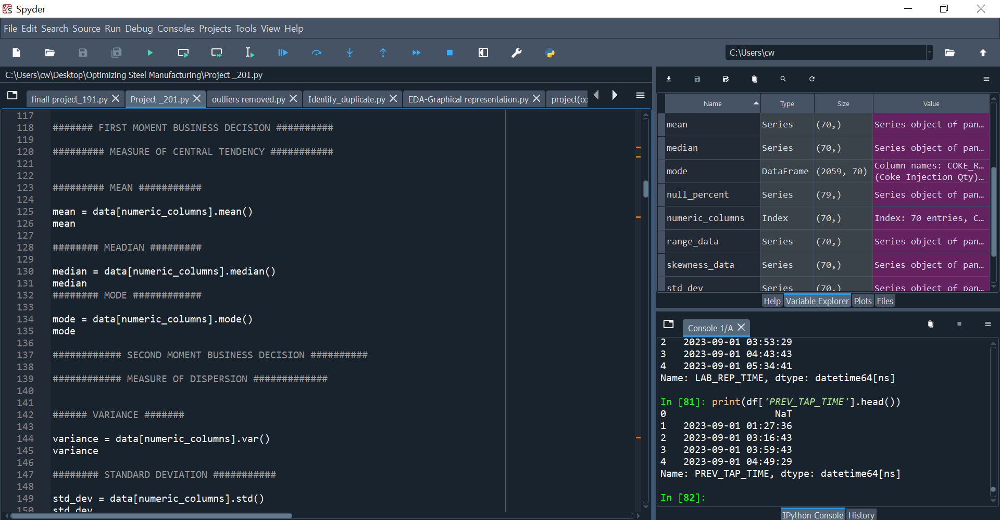 Spyder
File Edit Search Source Run Debug Consoles Projects Tools View Help
C:\Users\cw
C:\Users\cw\Desktop\Optimizing Steel Manufacturing\Project _201.py
finall project_191.py
Project _201.py
outliers removed.py
Identify_duplicate.py
EDA-Graphical representation.py
project(co
117
118 ####### FIRST MOMENT BUSINESS DECISION ##########
119
120 ######### MEASURE OF CENTRAL TENDENCY ###########
121
122
123 ######### MEAN ###########
124
125 mean = data[numeric_columns].mean()
126 mean
127
128 ######## MEADIAN #########
129
130 median = data[numeric_columns].median()
131 median
132 ######## MODE ############
133
134 mode = data[numeric_columns].mode()
135 mode
136
137 ############ SECOND MOMENT BUSINESS DECISION ##########
138
139 ############ MEASURE OF DISPERSION #############
140
141
142 ###### VARIANCE #######
143
144 variance = data[numeric_columns].var()
145 variance
146
147 ######## STANDARD DEVIATION ###########
148
149 std_dev = data[numeric_columns].std()
150 std_dev
Name Type Size Value
mean Series (70,) Series object of pan…
median Series (70,) Series object of pan…
mode DataFrame (2059, 70) Column names: COKE_R…
(Coke Injection Qty)…
null_percent Series (79,) Series object of pan…
numeric_columns Index (70,) Index: 70 entries, C…
range_data Series (70,) Series object of pan…
skewness_data Series (70,) Series object of pan…
std_dev Series (70,) Series object of pan…
Help Variable Explorer Plots Files
Console 1/A
2 2023-09-01 03:53:29
3 2023-09-01 04:43:43
4 2023-09-01 05:34:41
Name: LAB_REP_TIME, dtype: datetime64[ns]
In [81]: print(df['PREV_TAP_TIME'].head())
0 NaT
1 2023-09-01 01:27:36
2 2023-09-01 03:16:43
3 2023-09-01 03:59:43
4 2023-09-01 04:49:29
Name: PREV_TAP_TIME, dtype: datetime64[ns]
In [82]:
IPython Console History